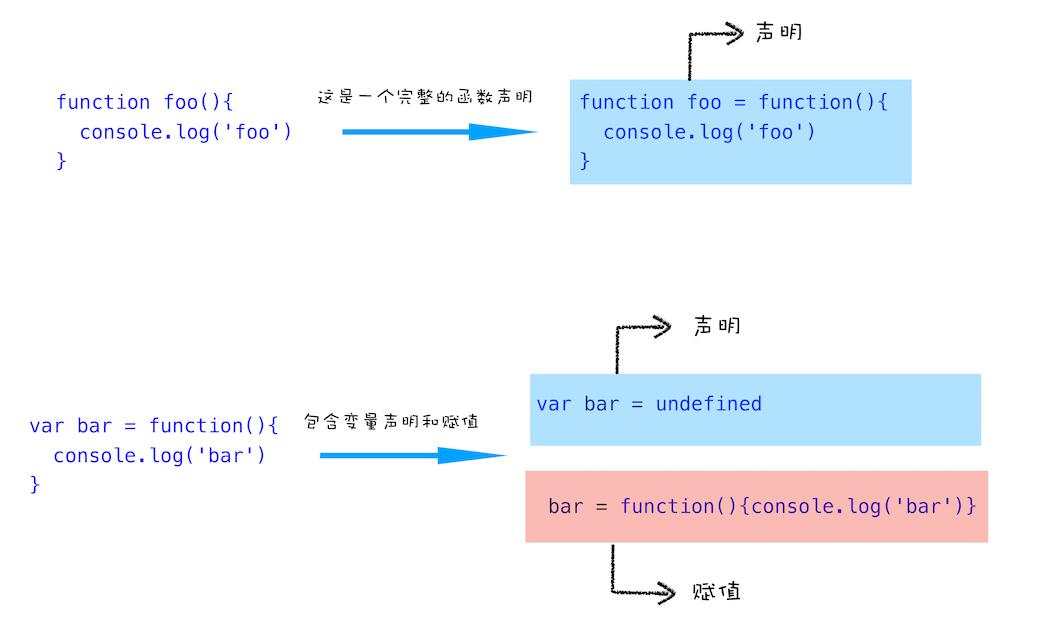 声明
function foo(){
console.log('foo')
}
这是一个完整的函数声明
function foo = function(){
console.log('foo')
}
声明
var bar = function(){
console.log('bar')
}
包含变量声明和赋值
var bar = undefined
bar = function(){console.log('bar')}
赋值